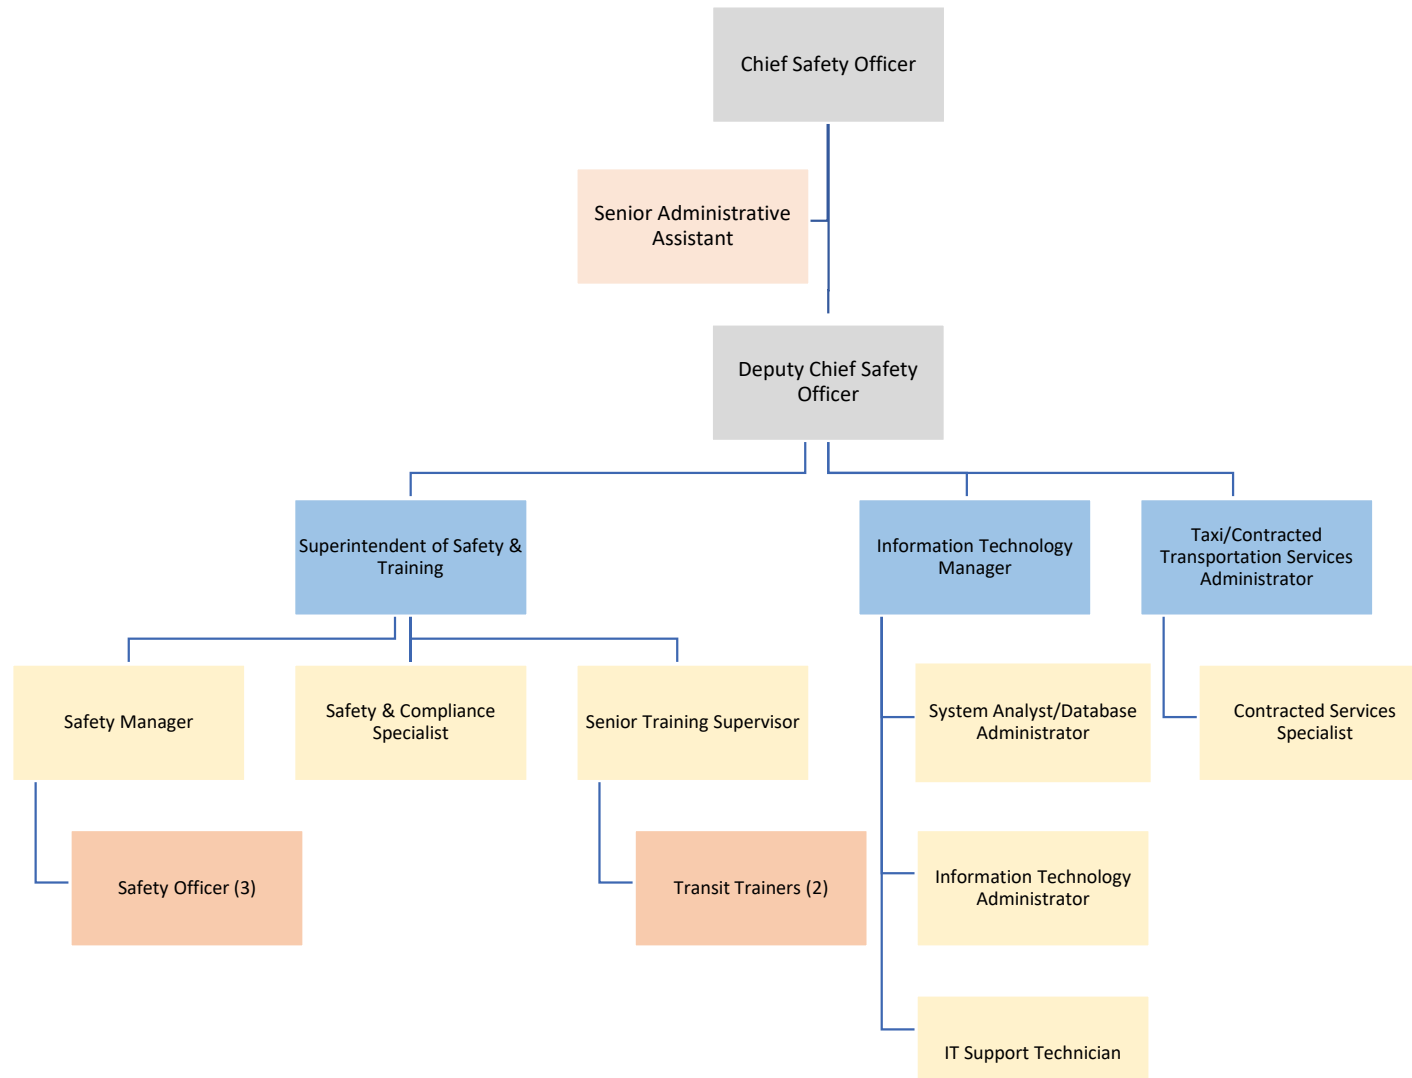 Chief Safety Officer
Senior Administrative
Assistant
Deputy Chief Safety
Officer
Superintendent of Safety &
Training
Information Technology
Manager
Taxi/Contracted
Transportation Services
Administrator
Safety Manager
Safety & Compliance
Specialist
Senior Training Supervisor
System Analyst/Database
Administrator
Contracted Services
Specialist
Safety Officer (3)
Transit Trainers (2)
Information Technology
Administrator
IT Support Technician